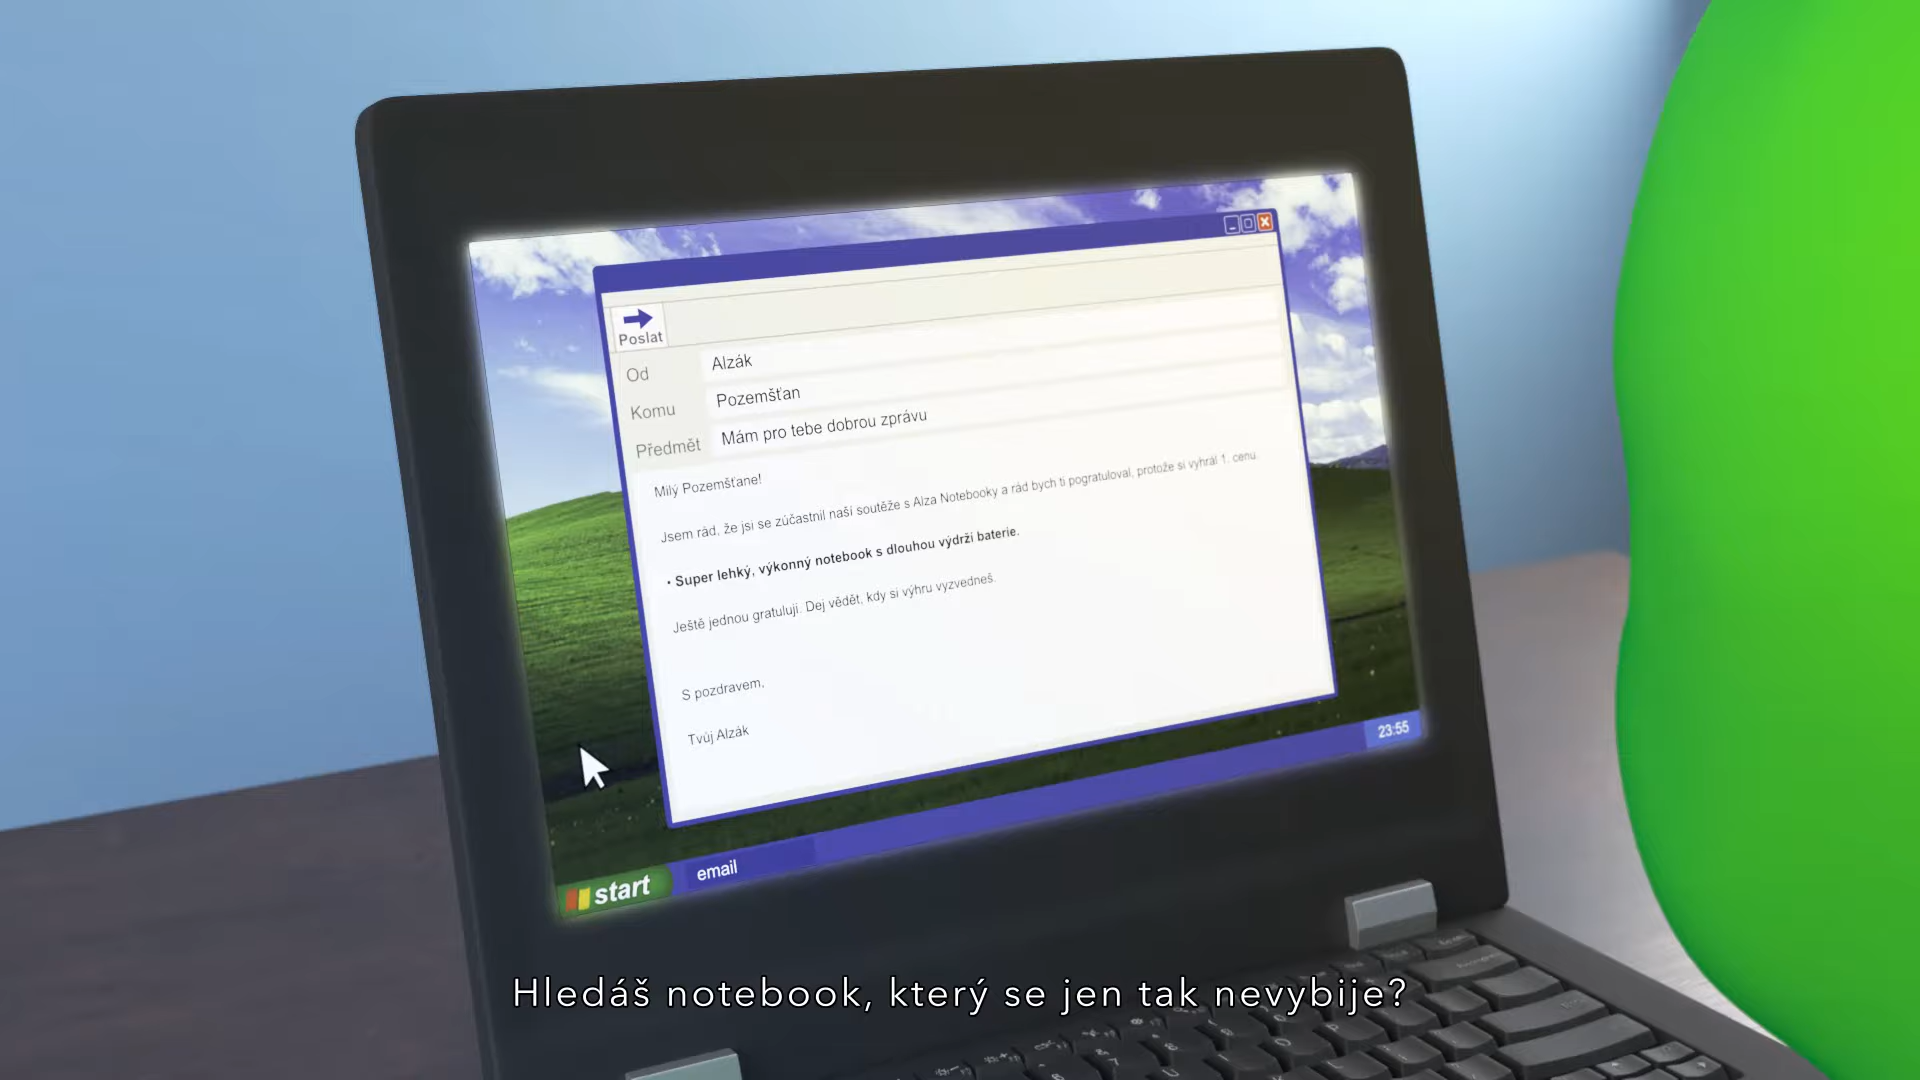 Poslat
Od Alzák
Komu Pozemšťan
Předmět Mám pro tebe dobrou zprávu
Milý Pozemšťane!
Jsem rád, že jsi se zúčastnil naší soutěže s Alza Notebooky a rád bych ti pogratuloval, protože si vyhrál 1. cenu.
• Super lehký, výkonný notebook s dlouhou výdrží baterie.
Ještě jednou gratuluji. Dej vědět, kdy si výhru vyzvedneš.
S pozdravem,
Tvůj Alzák
23:55
start email
Hledáš notebook, který se jen tak nevybije?